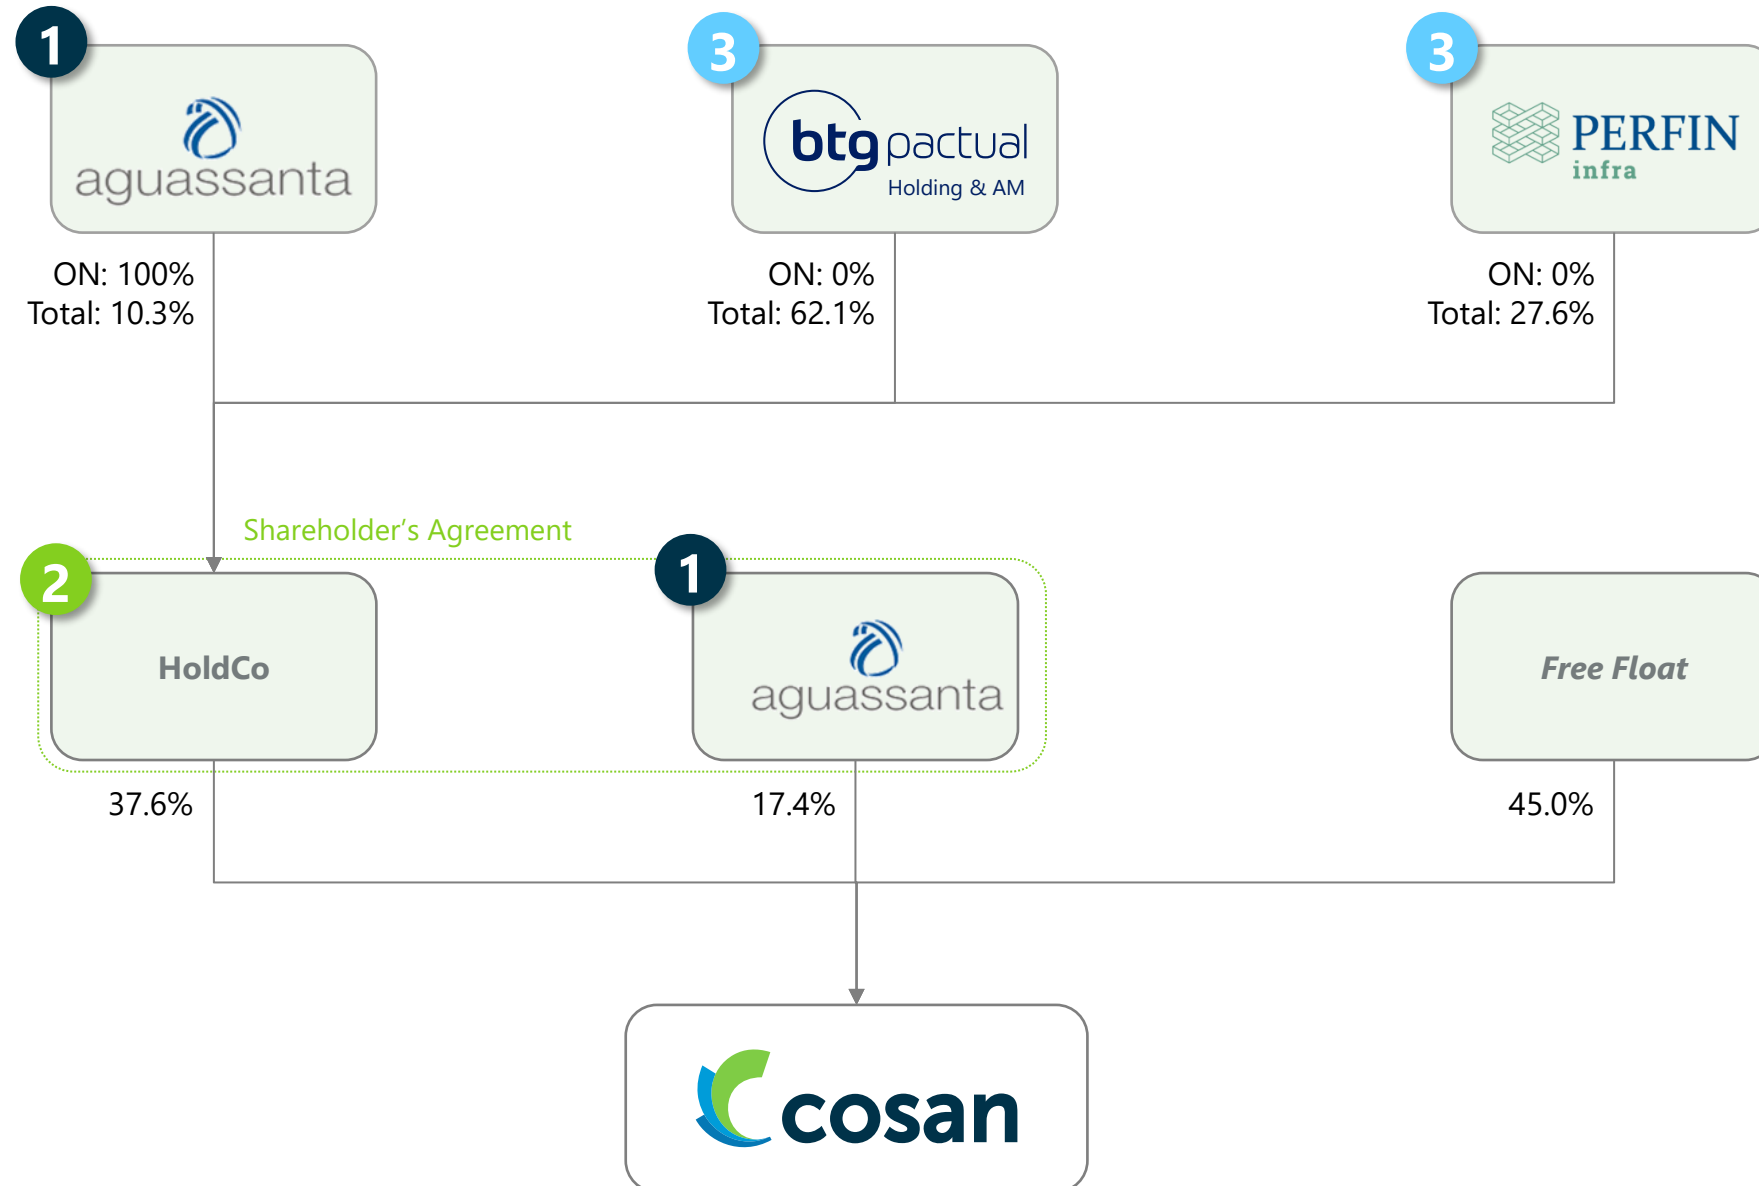 1
aguassanta
3
btg pactual
Holding & AM
3
PERFIN
infra
ON: 100%
Total: 10.3%
ON: 0%
Total: 62.1%
ON: 0%
Total: 27.6%
Shareholder’s Agreement
2
HoldCo
1
aguassanta
Free Float
37.6%
17.4%
45.0%
cosan